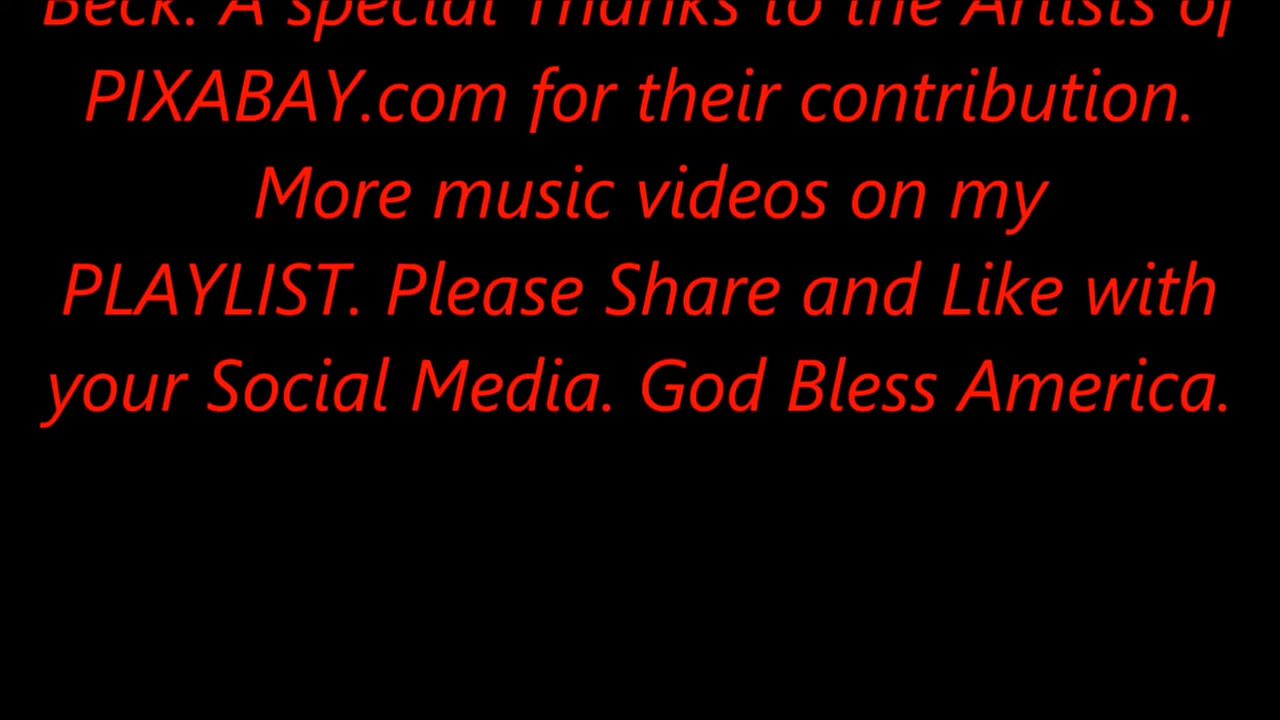 Beck. A special Thanks to the Artists of
PIXABAY.com for their contribution.
More music videos on my
PLAYLIST. Please Share and Like with
your Social Media. God Bless America.